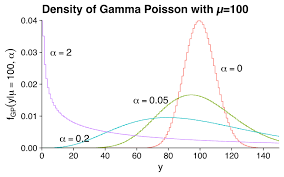 Density of Gamma Poisson with μ=100
0.04
0.03
0.02
0.01
0.00
f_GP(y|μ = 100, α)
α = 2
α = 0
α = 0.05
α = 0.2
0 20 40 60 80 100 120 140
y